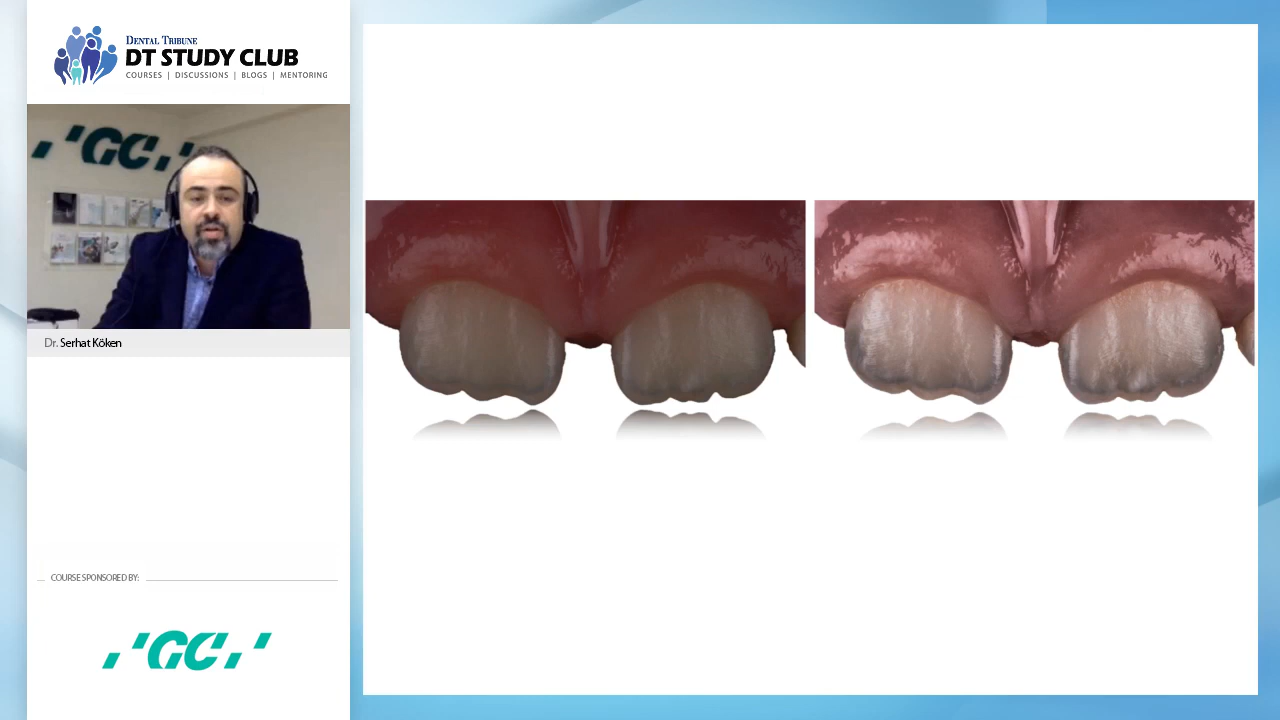 DENTAL TRIBUNE
DT STUDY CLUB
COURSES | DISCUSSIONS | BLOGS | MENTORING
GC
Dr. Serhat Köken
COURSE SPONSORED BY:
GC